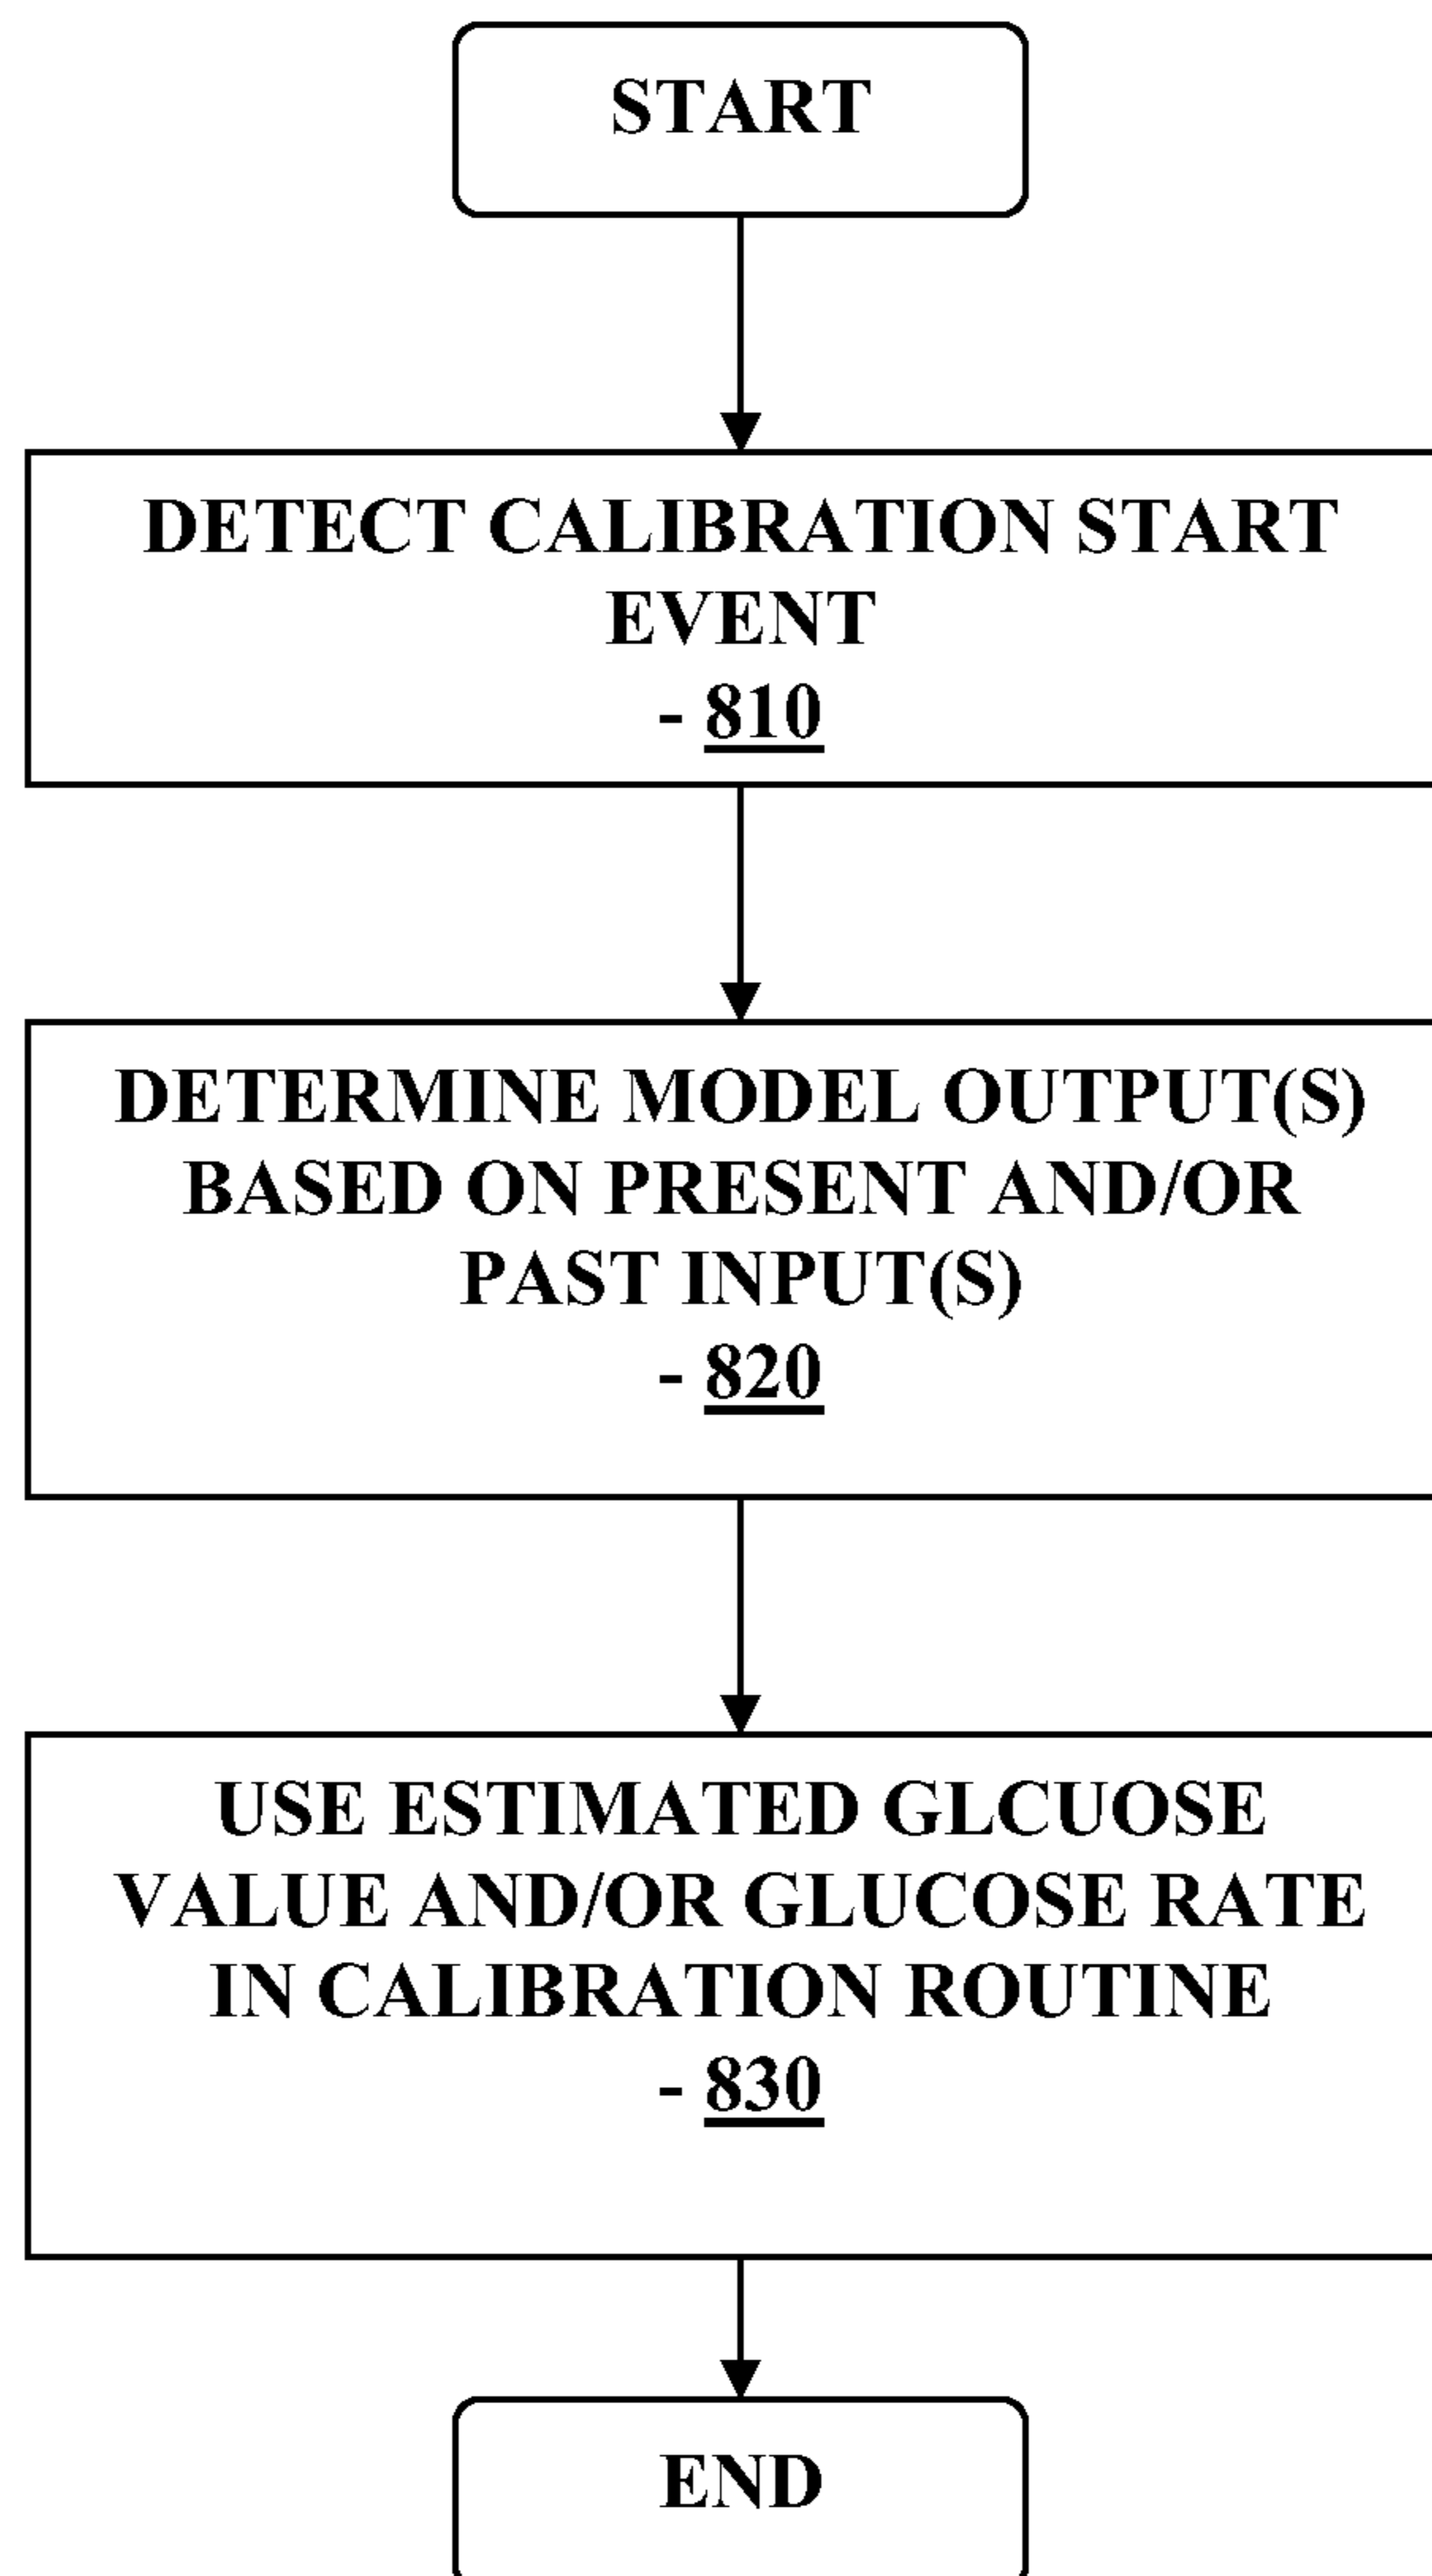 START
DETECT CALIBRATION START
EVENT
- 810
DETERMINE MODEL OUTPUT(S)
BASED ON PRESENT AND/OR
PAST INPUT(S)
- 820
USE ESTIMATED GLCUOSE
VALUE AND/OR GLUCOSE RATE
IN CALIBRATION ROUTINE
- 830
END